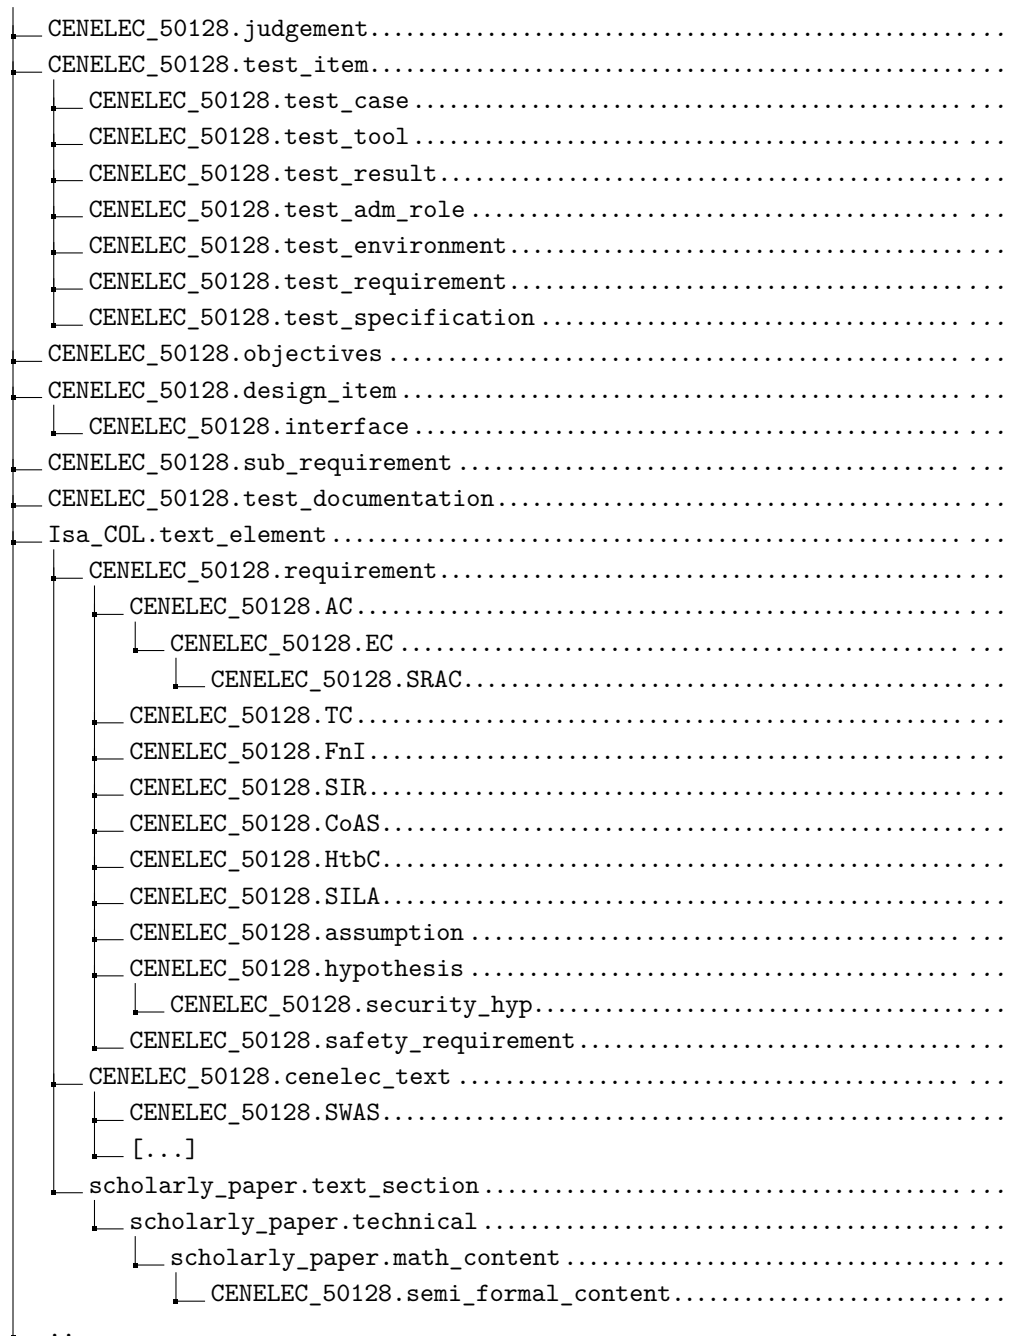 CENELEC_50128.judgement
CENELEC_50128.test_item
CENELEC_50128.test_case
CENELEC_50128.test_tool
CENELEC_50128.test_result
CENELEC_50128.test_adm_role
CENELEC_50128.test_environment
CENELEC_50128.test_requirement
CENELEC_50128.test_specification
CENELEC_50128.objectives
CENELEC_50128.design_item
CENELEC_50128.interface
CENELEC_50128.sub_requirement
CENELEC_50128.test_documentation
Isa_COL.text_element
CENELEC_50128.requirement
CENELEC_50128.AC
CENELEC_50128.EC
CENELEC_50128.SRAC
CENELEC_50128.TC
CENELEC_50128.FnI
CENELEC_50128.SIR
CENELEC_50128.CoAS
CENELEC_50128.HtbC
CENELEC_50128.SILA
CENELEC_50128.assumption
CENELEC_50128.hypothesis
CENELEC_50128.security_hyp
CENELEC_50128.safety_requirement
CENELEC_50128.cenelec_text
CENELEC_50128.SWAS
[...]
scholarly_paper.text_section
scholarly_paper.technical
scholarly_paper.math_content
CENELEC_50128.semi_formal_content
..